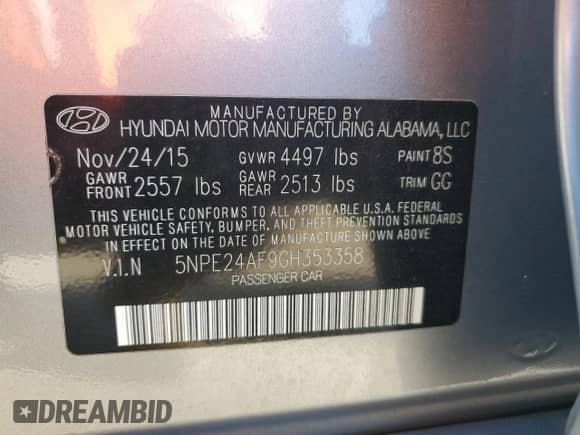 MANUFACTURED BY
HYUNDAI MOTOR MANUFACTURING ALABAMA, LLC
Nov/24/15 GVWR 4497 lbs PAINT 8S
GAWR FRONT 2557 lbs GAWR REAR 2513 lbs TRIM GG
THIS VEHICLE CONFORMS TO ALL APPLICABLE U.S.A. FEDERAL
MOTOR VEHICLE SAFETY, BUMPER, AND THEFT PREVENTION STANDARDS
IN EFFECT ON THE DATE OF MANUFACTURE SHOWN ABOVE
V.I.N 5NPE24AF9GH353358
PASSENGER CAR
DREAMBID